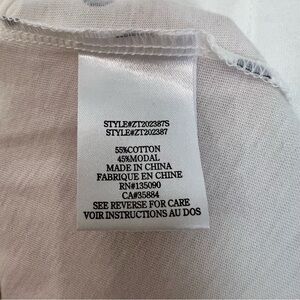 STYLE#ZT202387S
STYLE#ZT202387
55%COTTON
45%MODAL
MADE IN CHINA
FABRIQUE EN CHINE
RN#135090
CA#35884
SEE REVERSE FOR CARE
VOIR INSTRUCTIONS AU DOS